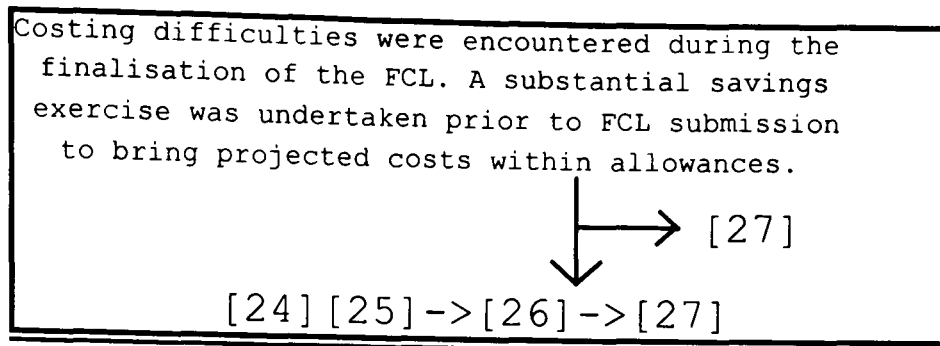 Costing difficulties were encountered during the
finalisation of the FCL. A substantial savings
exercise was undertaken prior to FCL submission
to bring projected costs within allowances.
[27]
[24][25]->[26]->[27]